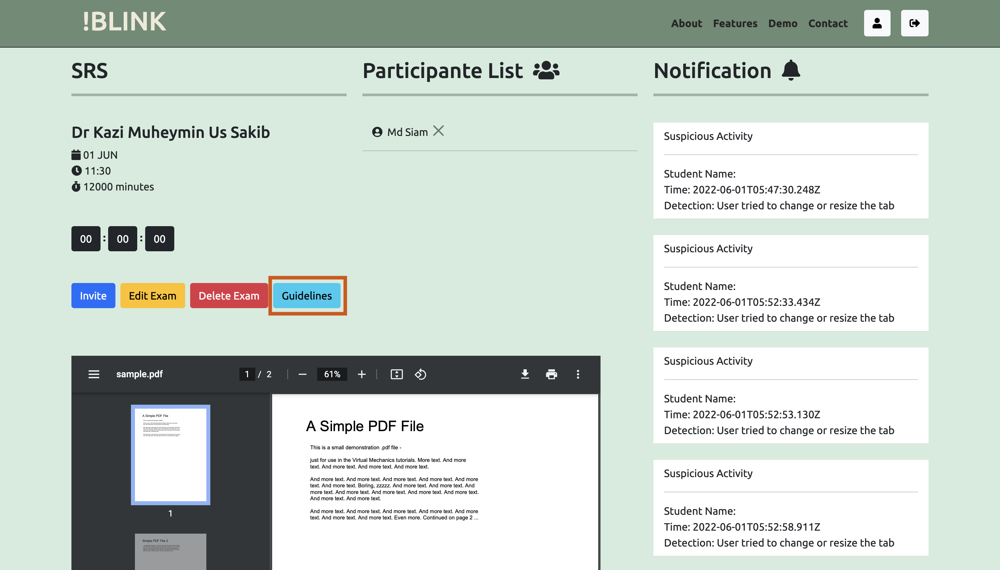 !BLINK
About Features Demo Contact
SRS
Dr Kazi Muheymin Us Sakib
01 JUN
11:30
12000 minutes
00 : 00 : 00
Invite Edit Exam Delete Exam Guidelines
Participante List
Md Siam
Notification
Suspicious Activity
Student Name:
Time: 2022-06-01T05:47:30.248Z
Detection: User tried to change or resize the tab
Suspicious Activity
Student Name:
Time: 2022-06-01T05:52:33.434Z
Detection: User tried to change or resize the tab
Suspicious Activity
Student Name:
Time: 2022-06-01T05:52:53.130Z
Detection: User tried to change or resize the tab
Suspicious Activity
Student Name:
Time: 2022-06-01T05:52:58.911Z
Detection: User tried to change or resize the tab
sample.pdf 1 / 2 61%
A Simple PDF File
1
Simple PDF File 2
A Simple PDF File
This is a small demonstration .pdf file -
just for use in the Virtual Mechanics tutorials. More text. And more
text. And more text. And more text. And more text.
And more text. And more text. And more text. And more text. And more
text. And more text. Boring, zzzzz. And more text. And more text. And
more text. And more text. And more text. And more text. And more text.
And more text. And more text.
And more text. And more text. And more text. And more text. And more
text. And more text. And more text. Even more. Continued on page 2 ...